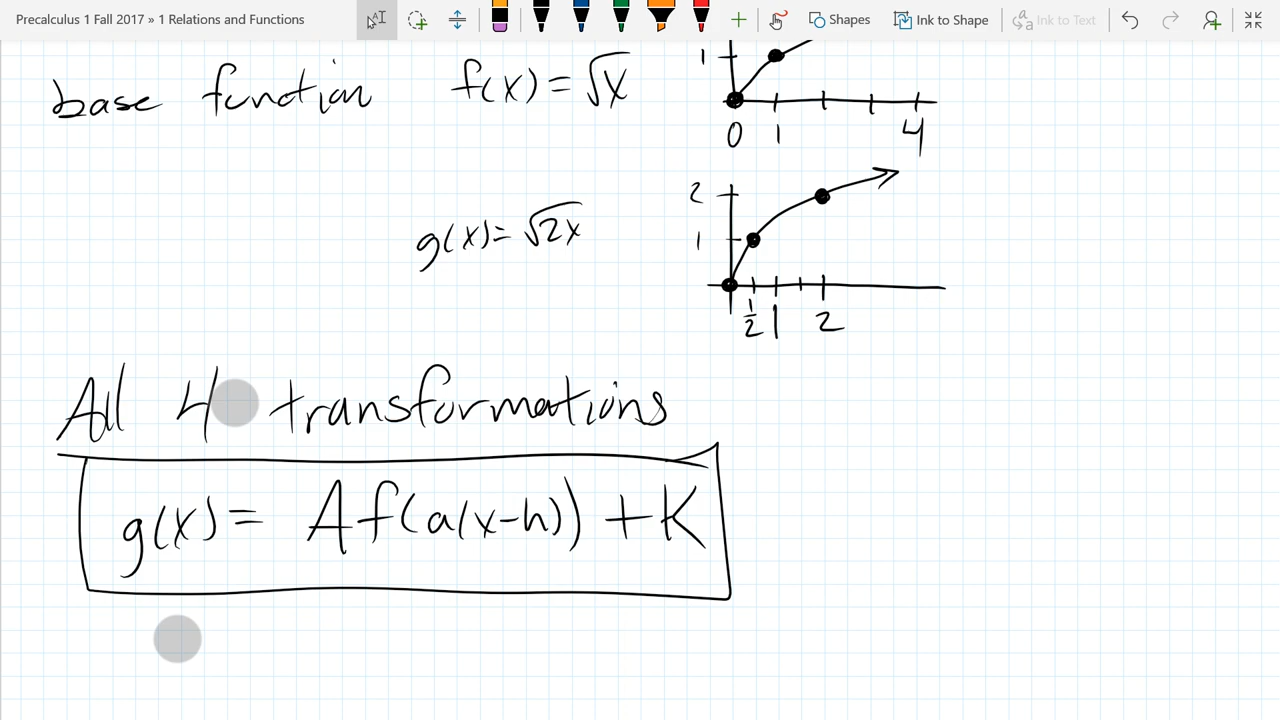 Precalculus 1 Fall 2017 » 1 Relations and Functions Shapes Ink to Shape Ink to Text
1
base function f(x)=√x
0 1 4
2
g(x)=√2x
1
1/2 1 2
All 4 transformations
g(x)= Af(a(x-h))+K